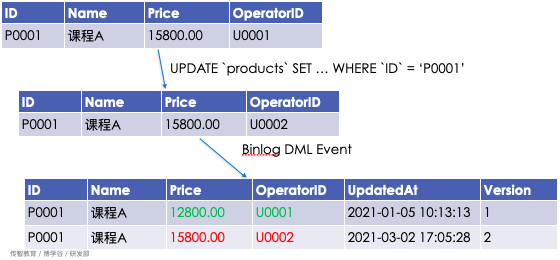 ID Name Price OperatorID
P0001 课程A 15800.00 U0001
UPDATE `products` SET … WHERE `ID` = ‘P0001’
ID Name Price OperatorID
P0001 课程A 15800.00 U0002
Binlog DML Event
ID Name Price OperatorID UpdatedAt Version
P0001 课程A 12800.00 U0001 2021-01-05 10:13:13 1
P0001 课程A 15800.00 U0002 2021-03-02 17:05:28 2
传智教育 / 博学谷 / 研发部